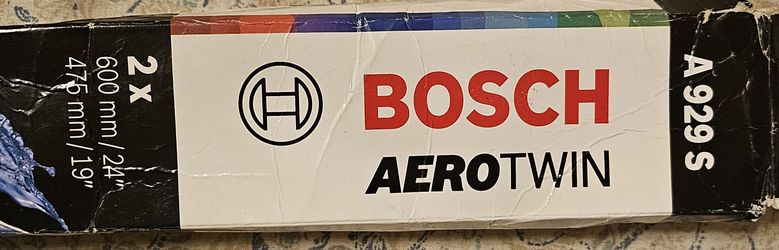 2 x
600 mm / 24"
475 mm / 19"
BOSCH
AEROTWIN
A 929 S